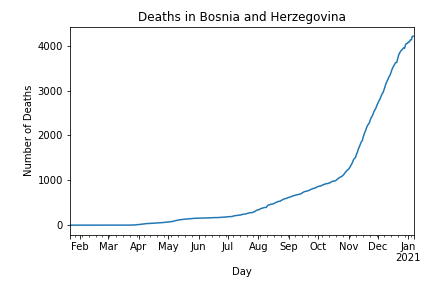 Deaths in Bosnia and Herzegovina
Number of Deaths
4000
3000
2000
1000
0
Feb Mar Apr May Jun Jul Aug Sep Oct Nov Dec Jan
2021
Day